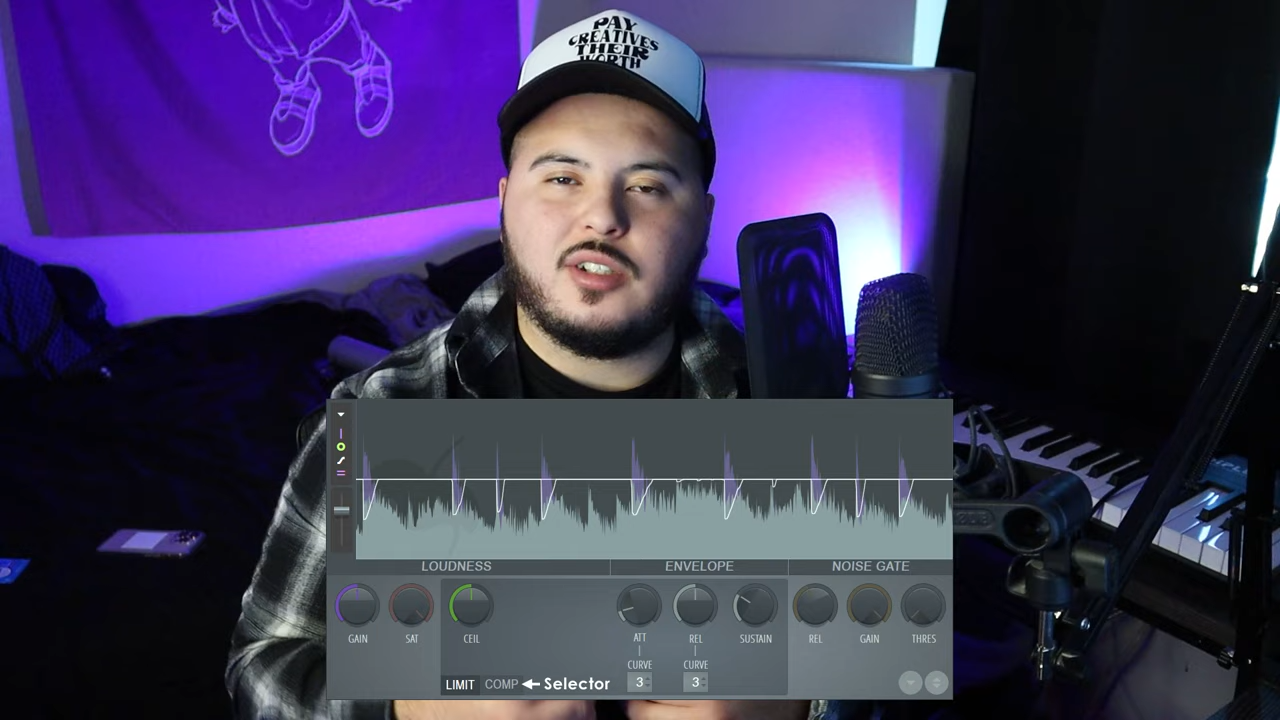 PAY
CREATIVES
THEIR
WORTH
LOUDNESS
ENVELOPE
NOISE GATE
GAIN
SAT
CEIL
ATT
REL
SUSTAIN
REL
GAIN
THRES
CURVE
CURVE
3
3
LIMIT
COMP
Selector